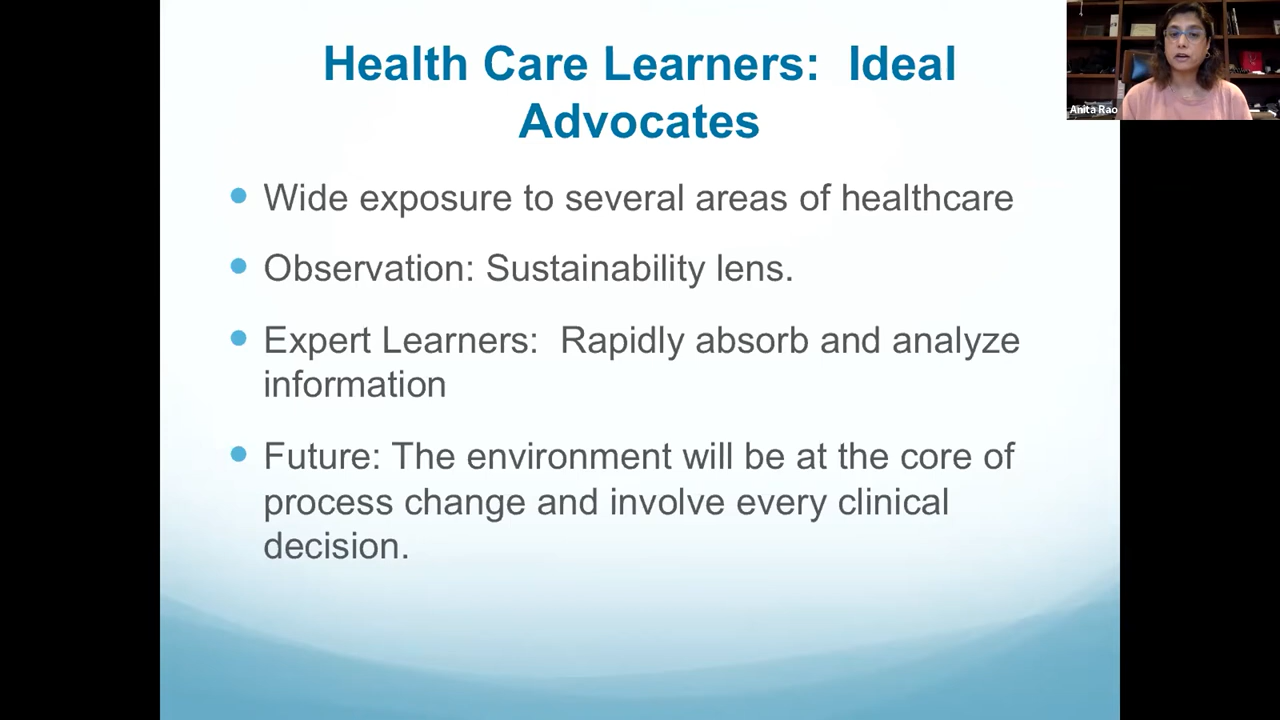 Health Care Learners:  Ideal
Advocates
Anita Rao
Wide exposure to several areas of healthcare
Observation: Sustainability lens.
Expert Learners:  Rapidly absorb and analyze
information
Future: The environment will be at the core of
process change and involve every clinical
decision.